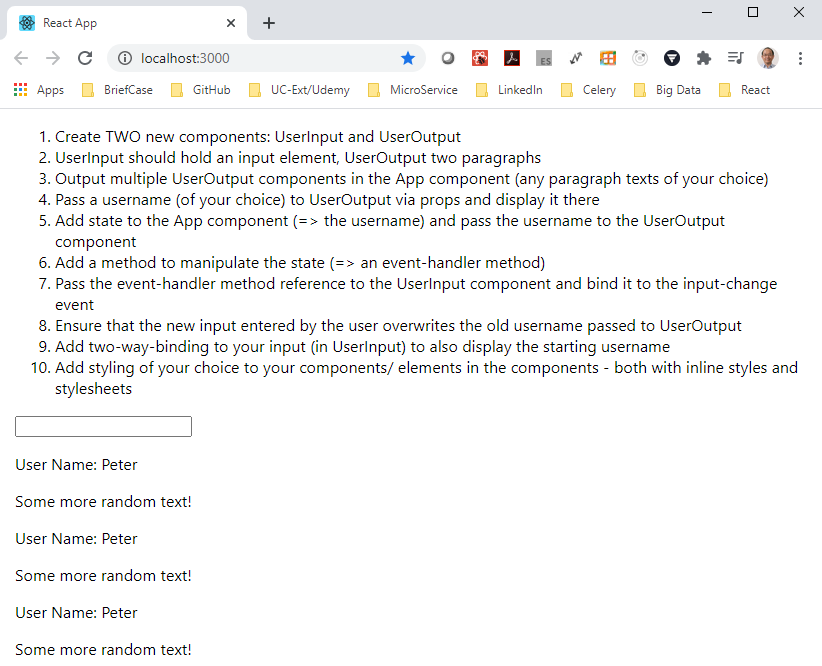 React App
localhost:3000
ES
Apps BriefCase GitHub UC-Ext/Udemy MicroService LinkedIn Celery Big Data React
1. Create TWO new components: UserInput and UserOutput
2. UserInput should hold an input element, UserOutput two paragraphs
3. Output multiple UserOutput components in the App component (any paragraph texts of your choice)
4. Pass a username (of your choice) to UserOutput via props and display it there
5. Add state to the App component (=> the username) and pass the username to the UserOutput
component
6. Add a method to manipulate the state (=> an event-handler method)
7. Pass the event-handler method reference to the UserInput component and bind it to the input-change
event
8. Ensure that the new input entered by the user overwrites the old username passed to UserOutput
9. Add two-way-binding to your input (in UserInput) to also display the starting username
10. Add styling of your choice to your components/ elements in the components - both with inline styles and
stylesheets
User Name: Peter
Some more random text!
User Name: Peter
Some more random text!
User Name: Peter
Some more random text!